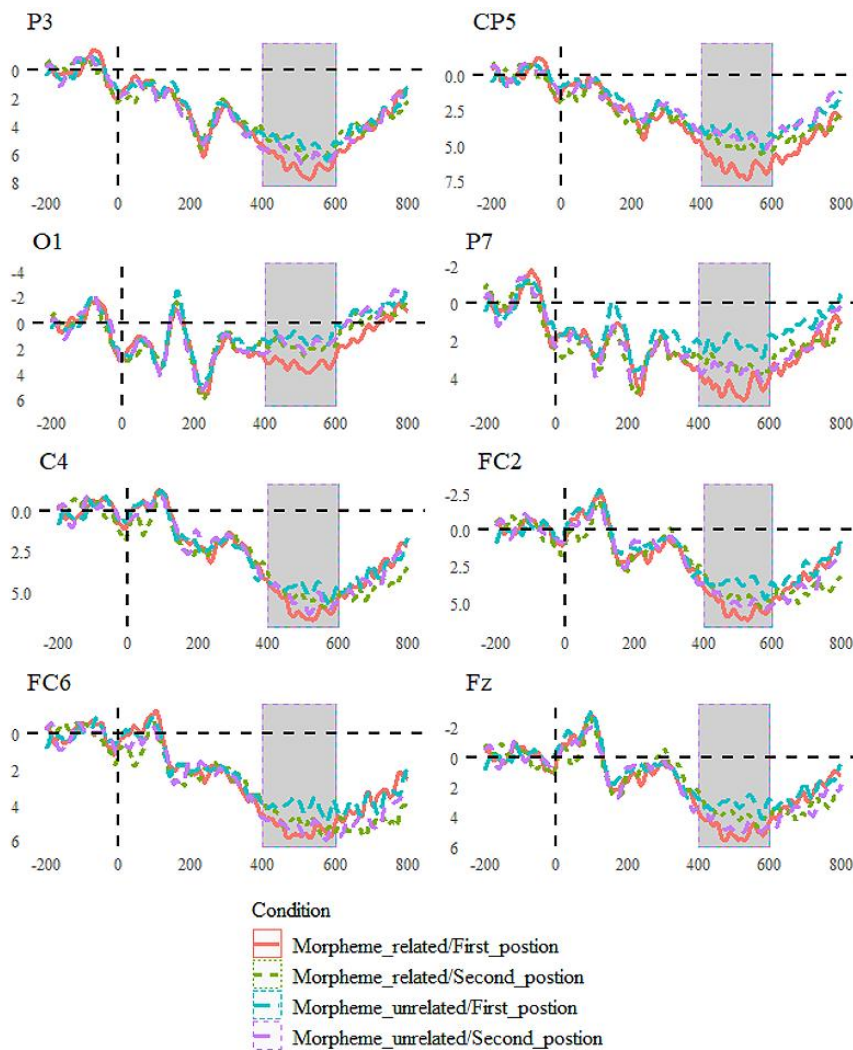 P3
0
2
4
6
8
-200 0 200 400 600 800
CP5
0.0
2.5
5.0
7.5
-200 0 200 400 600 800
O1
-4
-2
0
2
4
6
-200 0 200 400 600 800
P7
-2
0
2
4
-200 0 200 400 600 800
C4
0.0
2.5
5.0
-200 0 200 400 600 800
FC2
-2.5
0.0
2.5
5.0
-200 0 200 400 600 800
FC6
0
2
4
6
-200 0 200 400 600 800
Fz
-2
0
2
4
6
-200 0 200 400 600 800
Condition
Morpheme_related/First_postion
Morpheme_related/Second_postion
Morpheme_unrelated/First_postion
Morpheme_unrelated/Second_postion